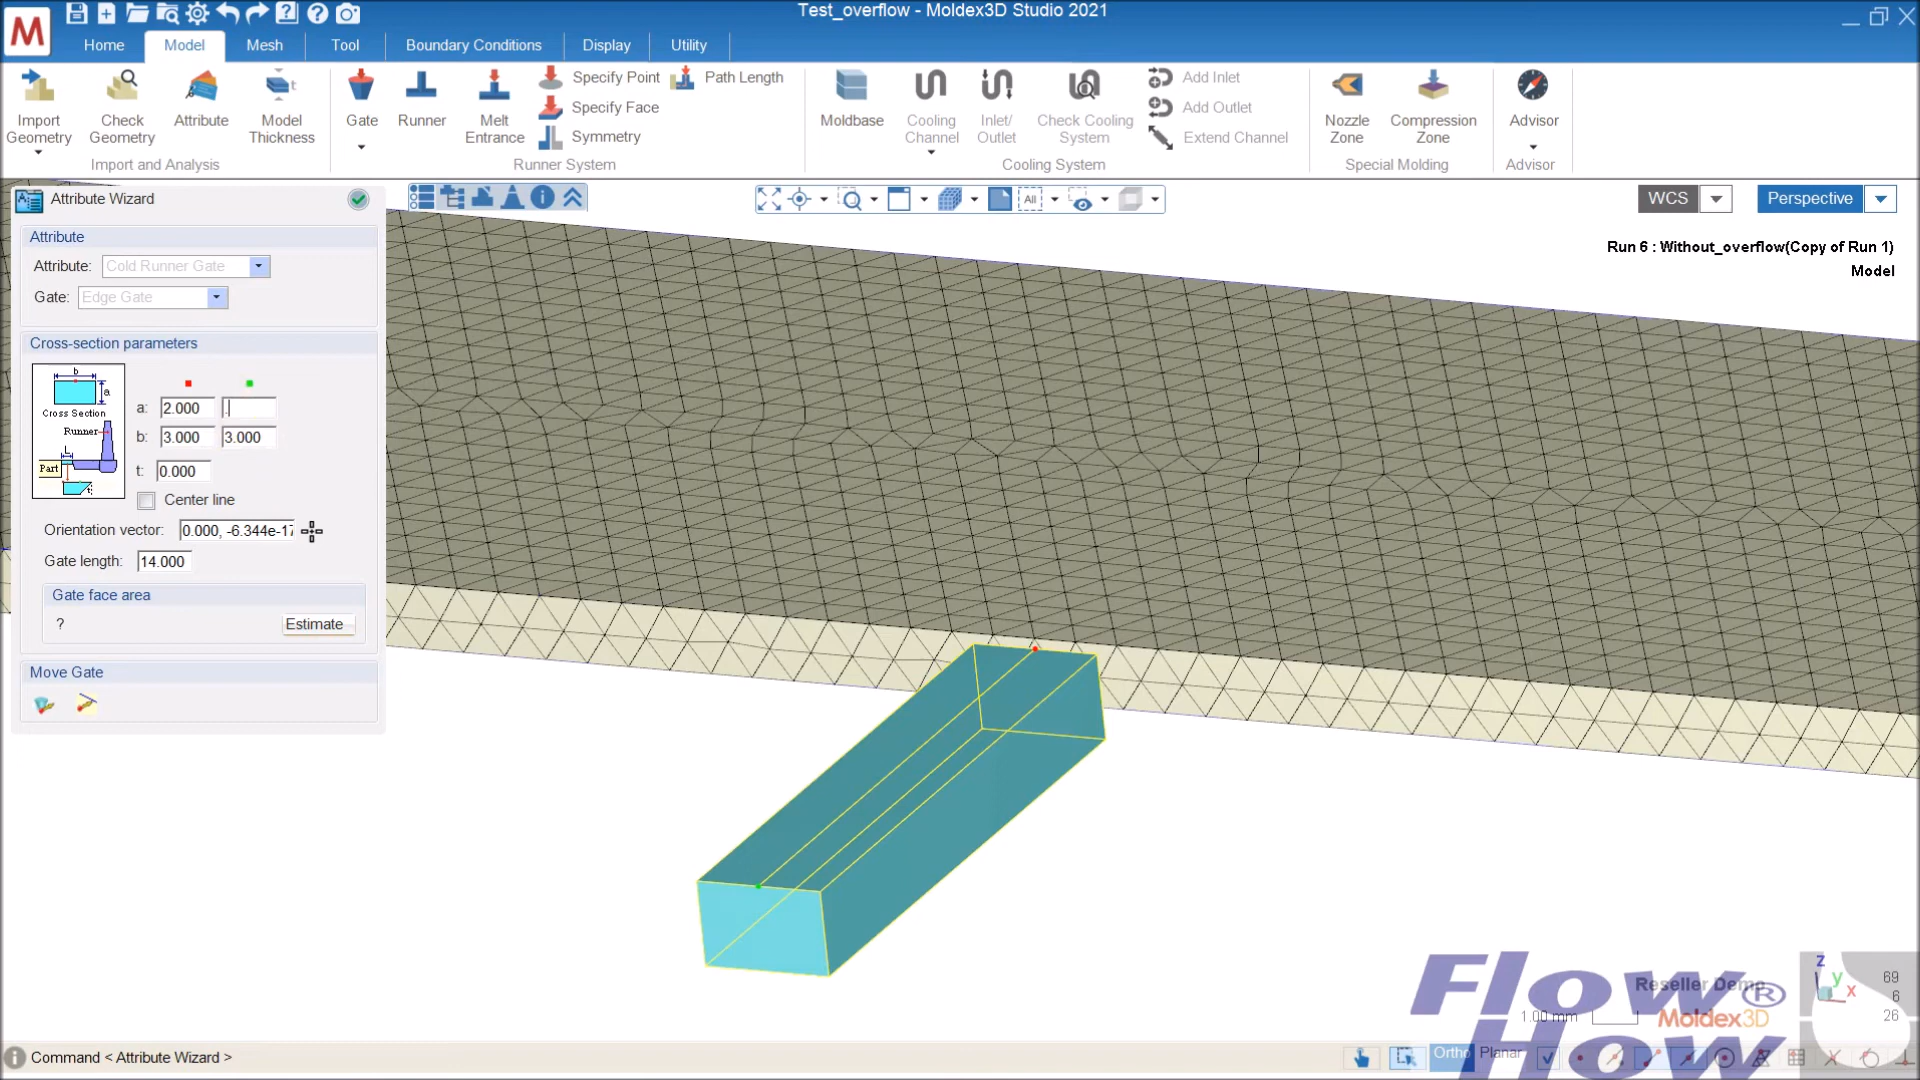 Test_overflow - Moldex3D Studio 2021
M
Home
Model
Mesh
Tool
Boundary Conditions
Display
Utility
Import Geometry
Check Geometry
Attribute
Model Thickness
Import and Analysis
Gate
Runner
Melt Entrance
Specify Point
Specify Face
Symmetry
Path Length
Runner System
Moldbase
Cooling Channel
Inlet/ Outlet
Check Cooling System
Add Inlet
Add Outlet
Extend Channel
Cooling System
Nozzle Zone
Compression Zone
Special Molding
Advisor
Advisor
Attribute Wizard
All
WCS
Perspective
Run 6 : Without_overflow(Copy of Run 1)
Model
Attribute
Attribute: Cold Runner Gate
Gate: Edge Gate
Cross-section parameters
b
a
Cross Section
Runner
L
Part
t
a: 2.000 .
b: 3.000 3.000
t: 0.000
Center line
Orientation vector: 0.000, -6.344e-17
Gate length: 14.000
Gate face area
? Estimate
Move Gate
Flow
How
®
Reseller Demo
Moldex3D
1.00 mm
z
y
x
69
6
26
Command < Attribute Wizard >
Ortho
Planar